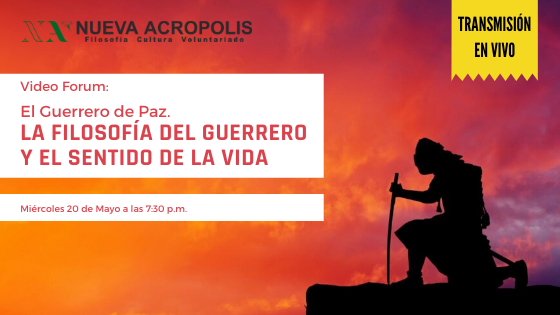 NUEVA ACROPOLIS
Filosofía Cultura Voluntariado
TRANSMISIÓN
EN VIVO
Video Forum:
El Guerrero de Paz.
LA FILOSOFÍA DEL GUERRERO
Y EL SENTIDO DE LA VIDA
Miércoles 20 de Mayo a las 7:30 p.m.